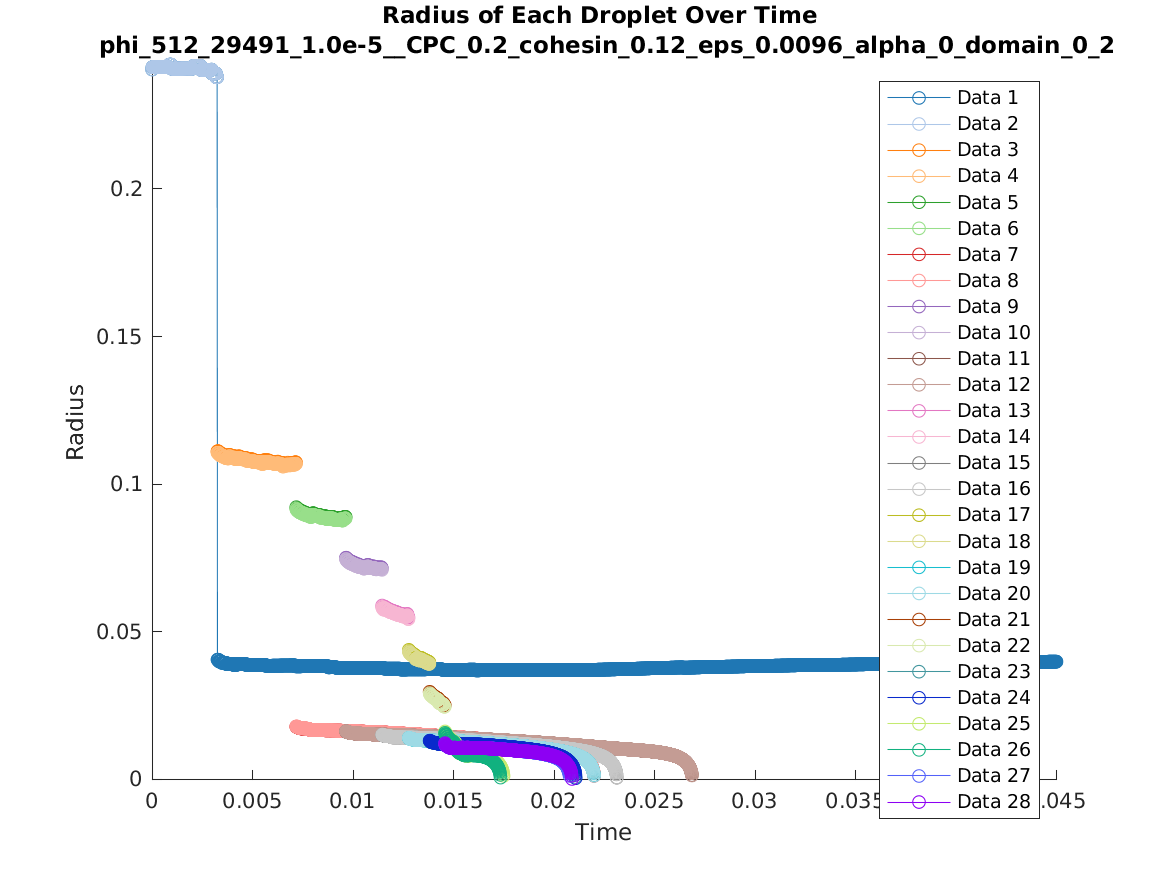 Radius of Each Droplet Over Time
phi_512_29491_1.0e-5__CPC_0.2_cohesin_0.12_eps_0.0096_alpha_0_domain_0_2
Radius
0.2
0.15
0.1
0.05
0
0 0.005 0.01 0.015 0.02 0.025 0.03 0.035 .045
Time
Data 1
Data 2
Data 3
Data 4
Data 5
Data 6
Data 7
Data 8
Data 9
Data 10
Data 11
Data 12
Data 13
Data 14
Data 15
Data 16
Data 17
Data 18
Data 19
Data 20
Data 21
Data 22
Data 23
Data 24
Data 25
Data 26
Data 27
Data 28